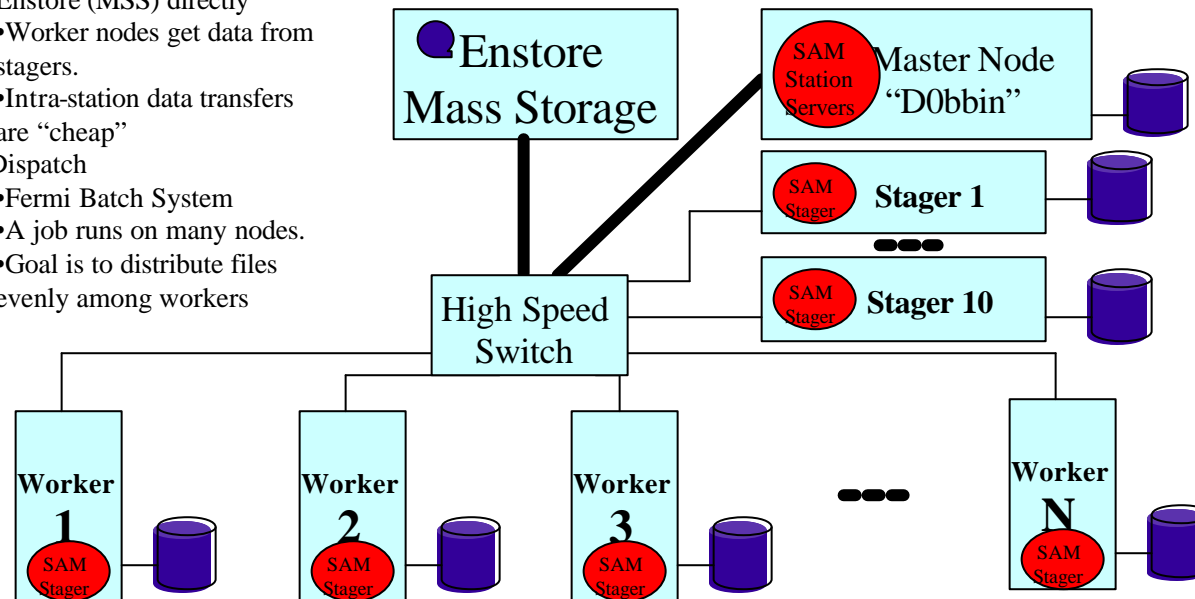 Enstore (MSS) directly
•Worker nodes get data from
stagers.
•Intra-station data transfers
are “cheap”
Dispatch
•Fermi Batch System
•A job runs on many nodes.
•Goal is to distribute files
evenly among workers
Enstore
Mass Storage
SAM
Station
Servers
Master Node
“D0bbin”
SAM
Stager
Stager 1
SAM
Stager
Stager 10
High Speed
Switch
Worker
1
SAM
Stager
Worker
2
SAM
Stager
Worker
3
SAM
Stager
Worker
N
SAM
Stager